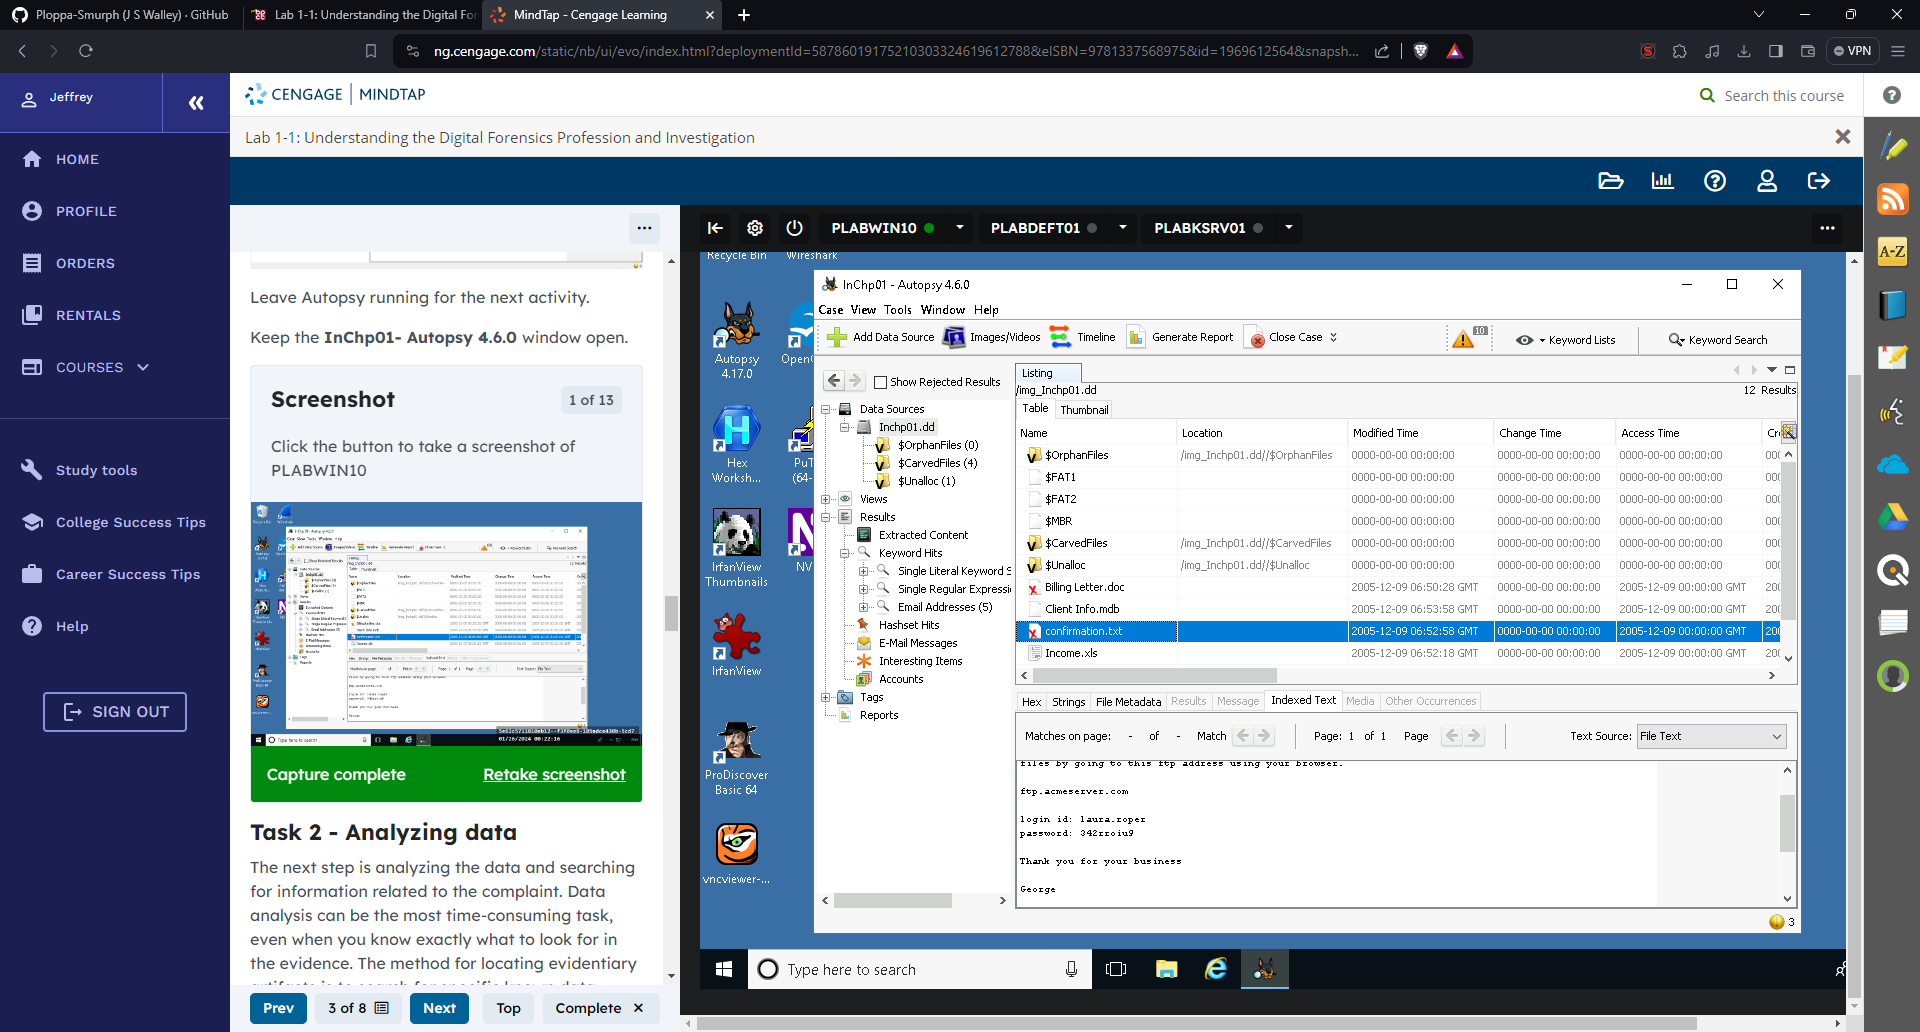 Ploppa-Smurph (J S Walley) · GitHub
Lab 1-1: Understanding the Digital For
MindTap - Cengage Learning
ng.cengage.com/static/nb/ui/evo/index.html?deploymentId=5878601917521030332461961278&eISBN=9781337568975&id=1969612564&snapsh...
VPN
Jeffrey
CENGAGE | MINDTAP
Search this course
Lab 1-1: Understanding the Digital Forensics Profession and Investigation
HOME
PROFILE
ORDERS
RENTALS
COURSES
Study tools
College Success Tips
Career Success Tips
Help
SIGN OUT
Leave Autopsy running for the next activity.
Keep the InChp01- Autopsy 4.6.0 window open.
Screenshot
1 of 13
Click the button to take a screenshot of
PLABWIN10
Capture complete
Retake screenshot
Task 2 - Analyzing data
The next step is analyzing the data and searching
for information related to the complaint. Data
analysis can be the most time-consuming task,
even when you know exactly what to look for in
the evidence. The method for locating evidentiary
Prev
3 of 8
Next
Top
Complete
PLABWIN10
PLABDEFT01
PLABKSRV01
Recycle Bin
Wireshark
Autopsy
4.17.0
Hex
Worksh...
IrfanView
Thumbnails
IrfanView
ProDiscover
Basic 64
vncviewer-...
InChp01 - Autopsy 4.6.0
Case View Tools Window Help
Add Data Source
Images/Videos
Timeline
Generate Report
Close Case
10
Keyword Lists
Keyword Search
Show Rejected Results
Data Sources
Inchp01.dd
$OrphanFiles (0)
$CarvedFiles (4)
$Unalloc (1)
Views
Results
Extracted Content
Keyword Hits
Single Literal Keyword S
Single Regular Expressi
Email Addresses (5)
Hashset Hits
E-Mail Messages
Interesting Items
Accounts
Tags
Reports
Listing
/img_Inchp01.dd
12 Results
Table
Thumbnail
Name Location Modified Time Change Time Access Time Cr
$OrphanFiles /img_Inchp01.dd//$OrphanFiles 0000-00-00 00:00:00 0000-00-00 00:00:00 0000-00-00 00:00:00 00
$FAT1 0000-00-00 00:00:00 0000-00-00 00:00:00 0000-00-00 00:00:00 00
$FAT2 0000-00-00 00:00:00 0000-00-00 00:00:00 0000-00-00 00:00:00 00
$MBR 0000-00-00 00:00:00 0000-00-00 00:00:00 0000-00-00 00:00:00 00
$CarvedFiles /img_Inchp01.dd//$CarvedFiles 0000-00-00 00:00:00 0000-00-00 00:00:00 0000-00-00 00:00:00 00
$Unalloc /img_Inchp01.dd//$Unalloc 0000-00-00 00:00:00 0000-00-00 00:00:00 0000-00-00 00:00:00 00
Billing Letter.doc 2005-12-09 06:50:28 GMT 0000-00-00 00:00:00 2005-12-09 00:00:00 GMT 20
Client Info.mdb 2005-12-09 06:53:58 GMT 0000-00-00 00:00:00 2005-12-09 00:00:00 GMT 20
confirmation.txt 2005-12-09 06:52:58 GMT 0000-00-00 00:00:00 2005-12-09 00:00:00 GMT 20
Income.xls 2005-12-09 06:52:18 GMT 0000-00-00 00:00:00 2005-12-09 00:00:00 GMT 20
Hex Strings File Metadata Results Message Indexed Text Media Other Occurrences
Matches on page: - of - Match
Page: 1 of 1 Page
Text Source: File Text
files by going to this ftp address using your browser.
ftp.acmeserver.com
login id: laura.roper
password: 342rroiu9
Thank you for your business
George
3
Type here to search
A-Z